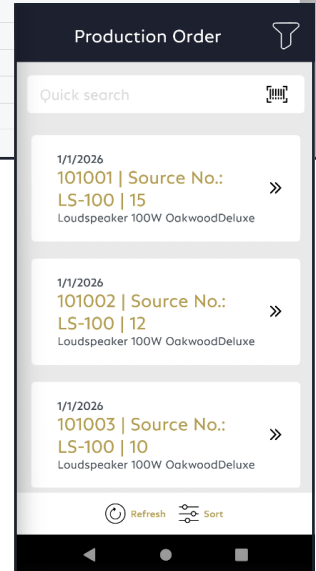 Production Order
Quick search
1/1/2026
101001 | Source No.:
LS-100 | 15
Loudspeaker 100W OakwoodDeluxe
1/1/2026
101002 | Source No.:
LS-100 | 12
Loudspeaker 100W OakwoodDeluxe
1/1/2026
101003 | Source No.:
LS-100 | 10
Loudspeaker 100W OakwoodDeluxe
Refresh Sort